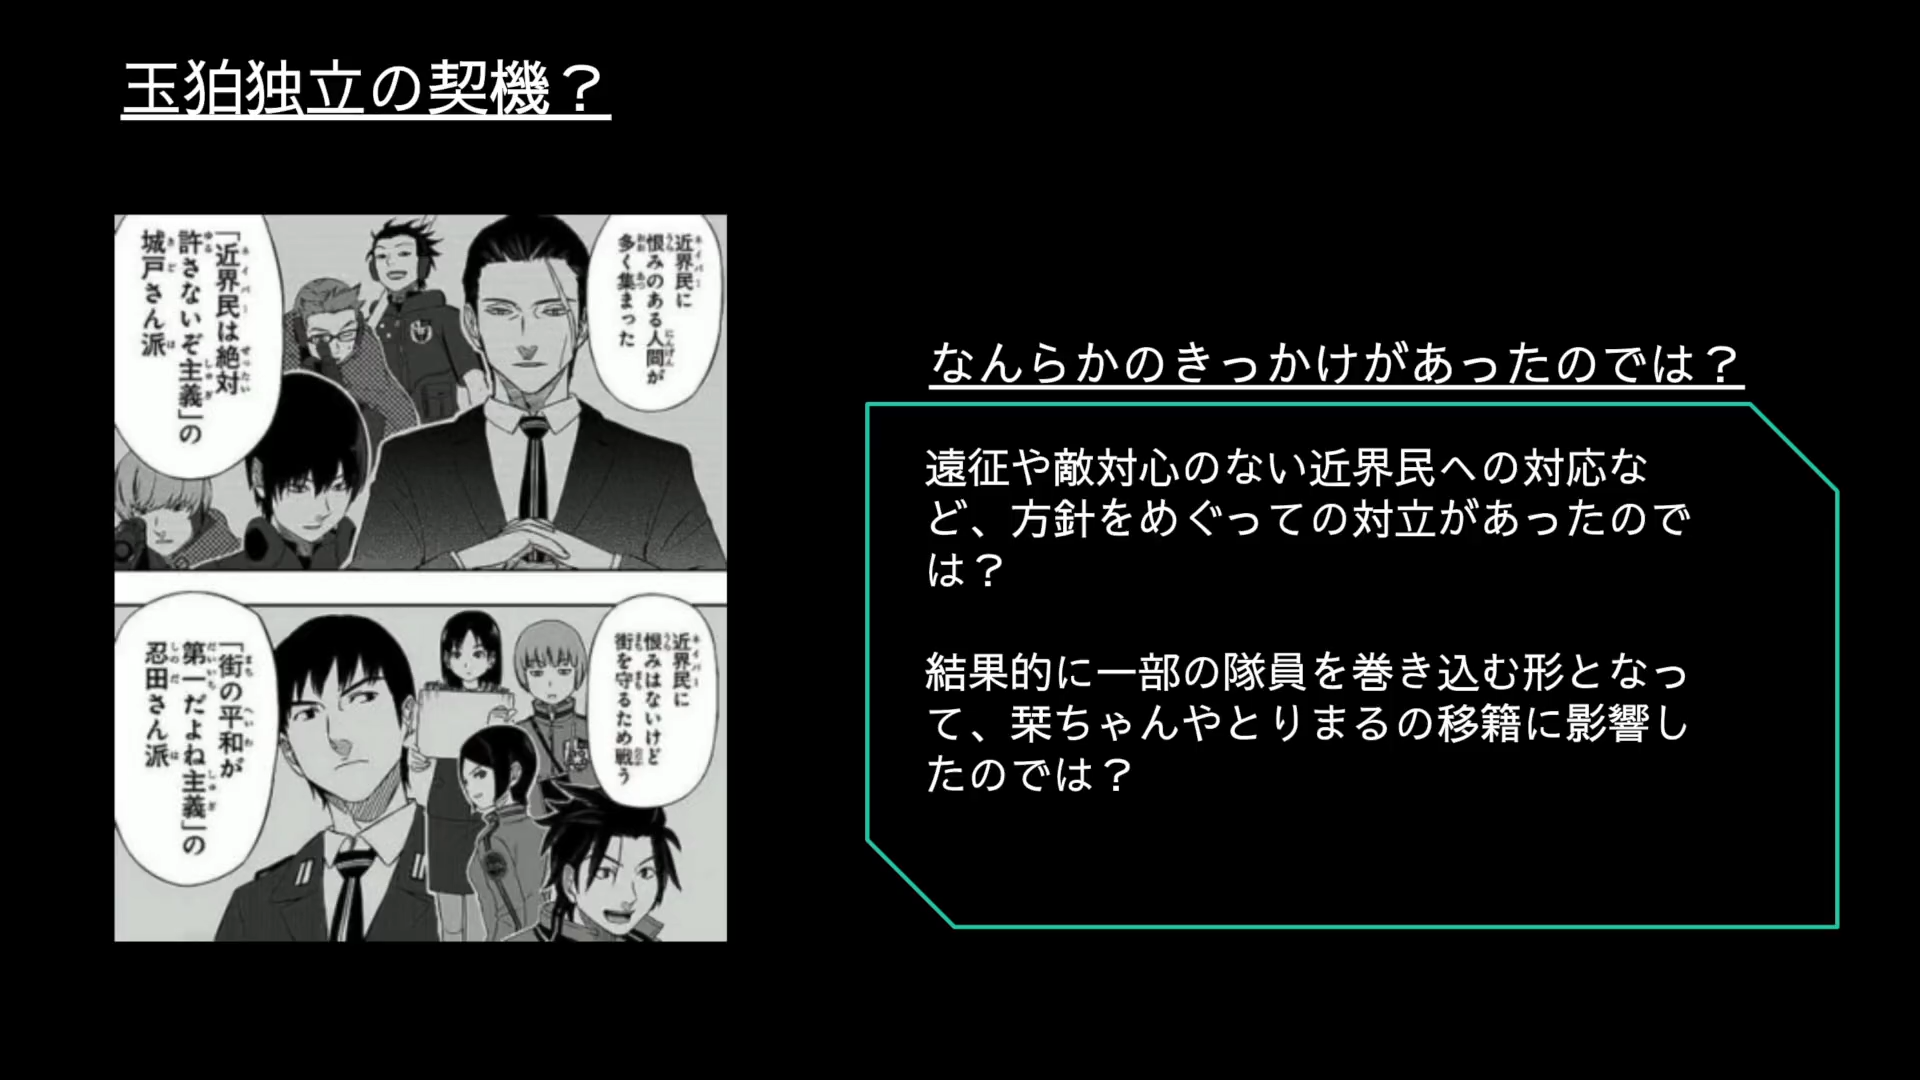 玉狛独立の契機？
近界民に
恨みのある人間が
多く集まった
「近界民は絶対
許さないぞ主義」の
城戸さん派
近界民に
恨みはないけど
街を守るため戦う
「街の平和が
第一だよね主義」の
忍田さん派
なんらかのきっかけがあったのでは？
遠征や敵対心のない近界民への対応な
ど、方針をめぐっての対立があったので
は？
結果的に一部の隊員を巻き込む形となっ
て、栞ちゃんやとりまるの移籍に影響し
たのでは？